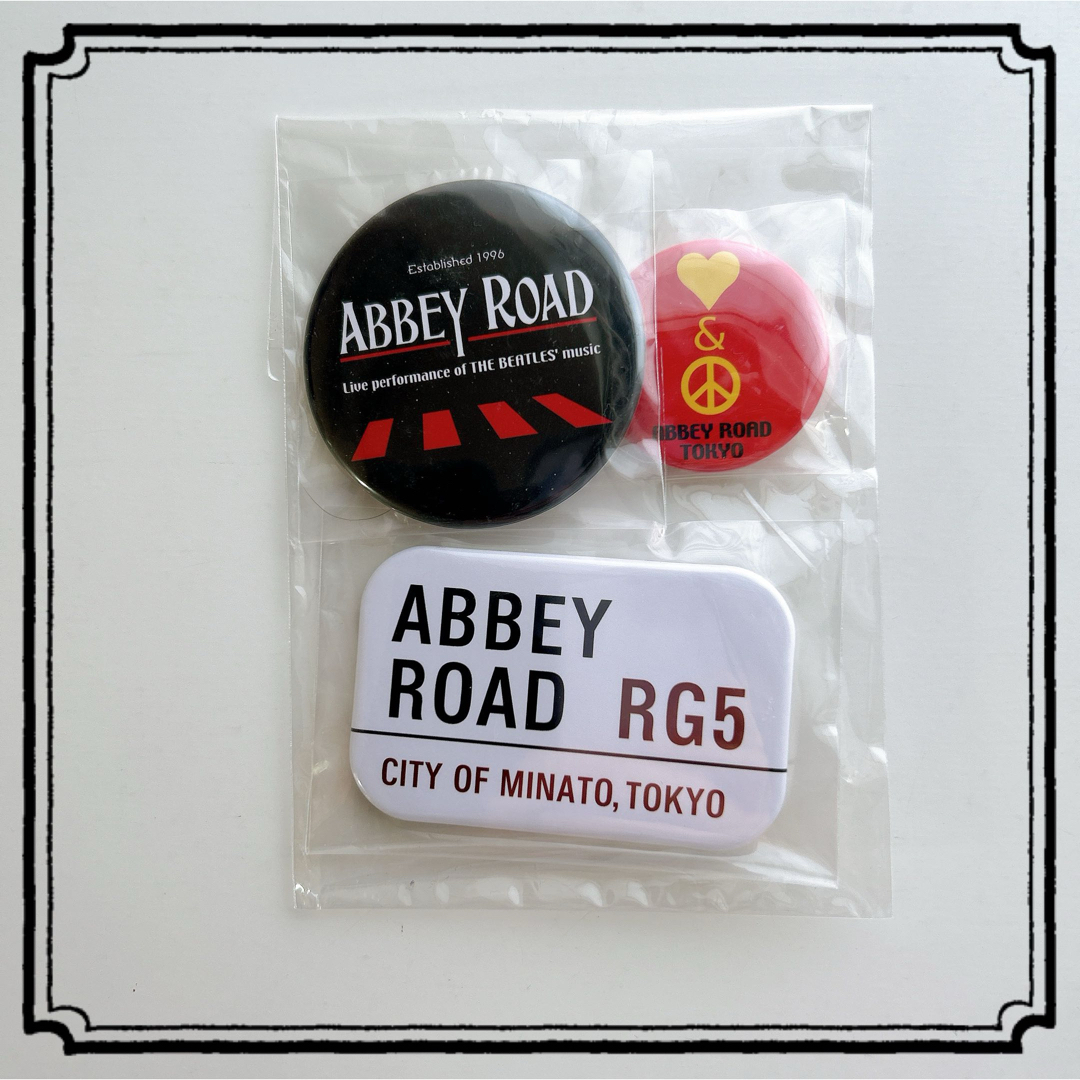 Established 1996
ABBEY ROAD
Live performance of THE BEATLES' music
&
ABBEY ROAD
TOKYO
ABBEY
ROAD RG5
CITY OF MINATO, TOKYO